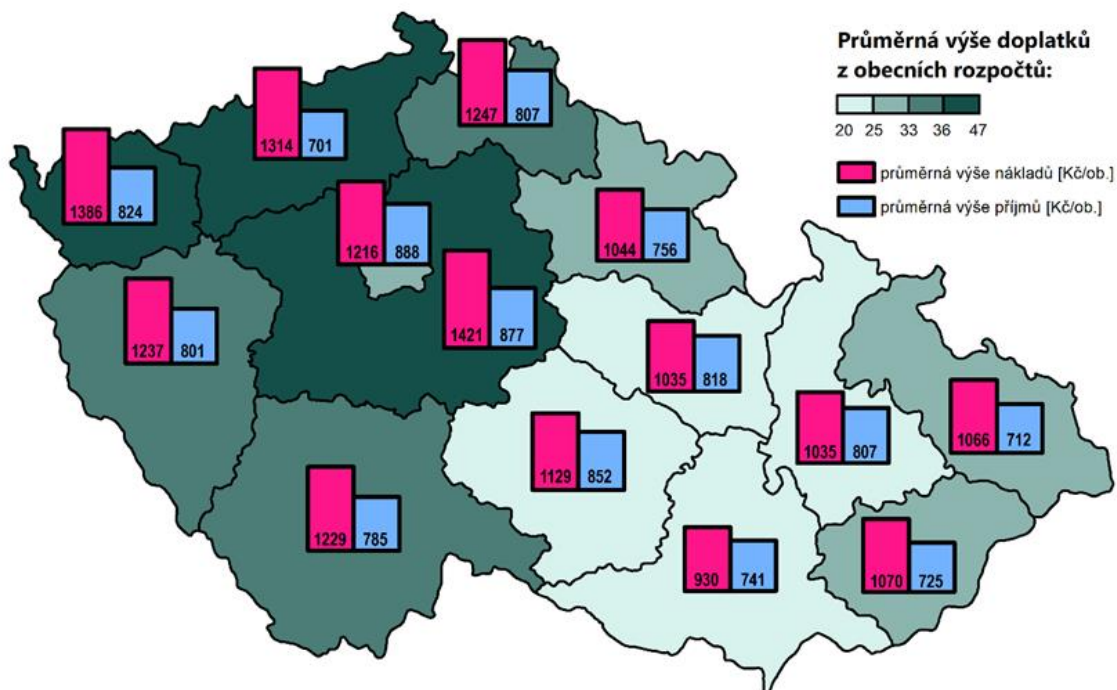 Průměrná výše doplatků
z obecních rozpočtů:
20 25 33 36 47
průměrná výše nákladů [Kč/ob.]
průměrná výše příjmů [Kč/ob.]
1247 807
1314 701
1386 824
1216 888
1044 756
1421 877
1237 801
1035 818
1035 807
1066 712
1129 852
1229 785
930 741
1070 725